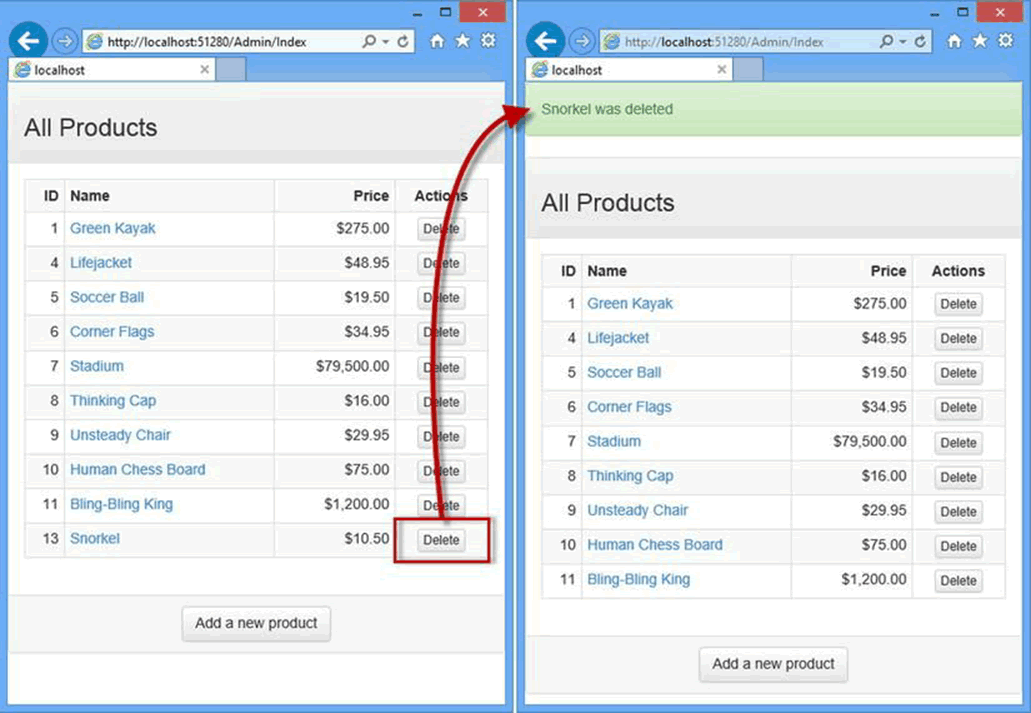 http://localhost:51280/Admin/Index
localhost
All Products
ID Name Price Actions
1 Green Kayak $275.00 Delete
4 Lifejacket $48.95 Delete
5 Soccer Ball $19.50 Delete
6 Corner Flags $34.95 Delete
7 Stadium $79,500.00 Delete
8 Thinking Cap $16.00 Delete
9 Unsteady Chair $29.95 Delete
10 Human Chess Board $75.00 Delete
11 Bling-Bling King $1,200.00 Delete
13 Snorkel $10.50 Delete
Add a new product
http://localhost:51280/Admin/Index
localhost
Snorkel was deleted
All Products
ID Name Price Actions
1 Green Kayak $275.00 Delete
4 Lifejacket $48.95 Delete
5 Soccer Ball $19.50 Delete
6 Corner Flags $34.95 Delete
7 Stadium $79,500.00 Delete
8 Thinking Cap $16.00 Delete
9 Unsteady Chair $29.95 Delete
10 Human Chess Board $75.00 Delete
11 Bling-Bling King $1,200.00 Delete
Add a new product